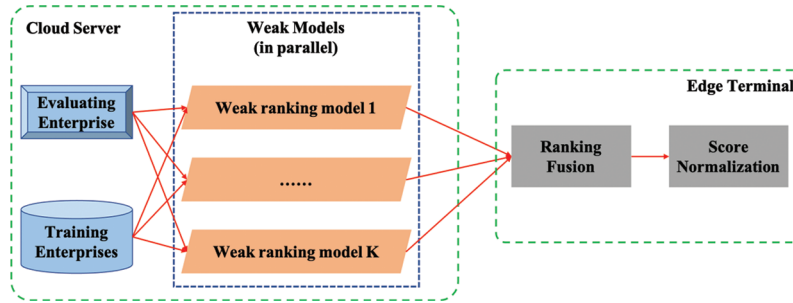 Cloud Server
Weak Models
(in parallel)
Evaluating
Enterprise
Training
Enterprises
Weak ranking model 1
......
Weak ranking model K
Edge Terminal
Ranking
Fusion
Score
Normalization